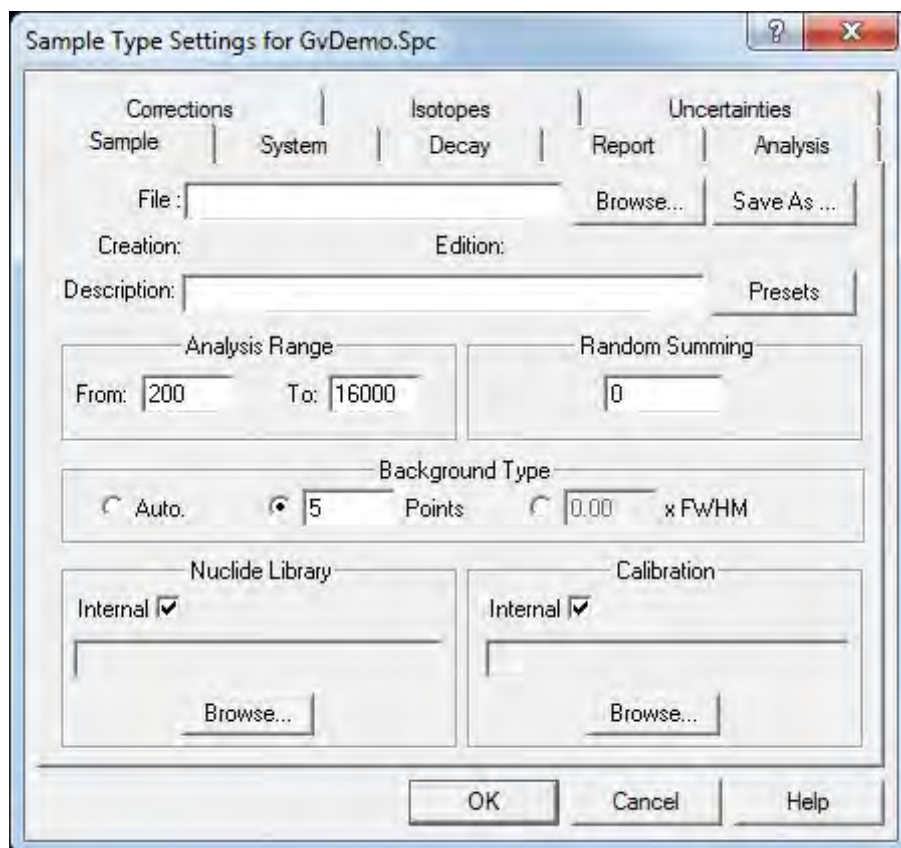 Sample Type Settings for GvDemo.Spc
Corrections Isotopes Uncertainties
Sample System Decay Report Analysis
File : Browse... Save As ...
Creation: Edition:
Description: Presets
Analysis Range Random Summing
From: 200 To: 16000 0
Background Type
Auto. 5 Points 0.00 x FWHM
Nuclide Library Calibration
Internal Internal
Browse... Browse...
OK Cancel Help